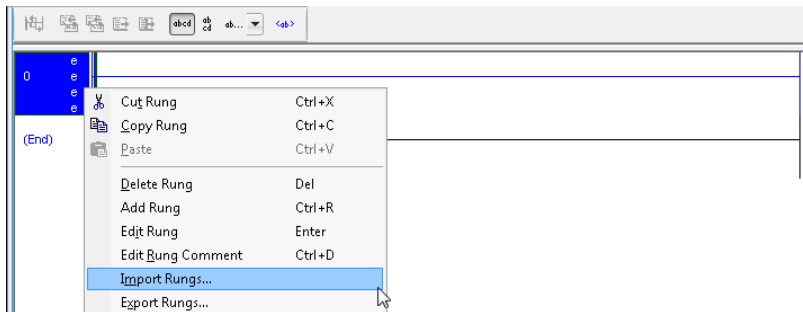 abcd ab cd ab... <ab>
e
0 e
e
e
(End)
Cut Rung Ctrl+X
Copy Rung Ctrl+C
Paste Ctrl+V
Delete Rung Del
Add Rung Ctrl+R
Edit Rung Enter
Edit Rung Comment Ctrl+D
Import Rungs...
Export Rungs...